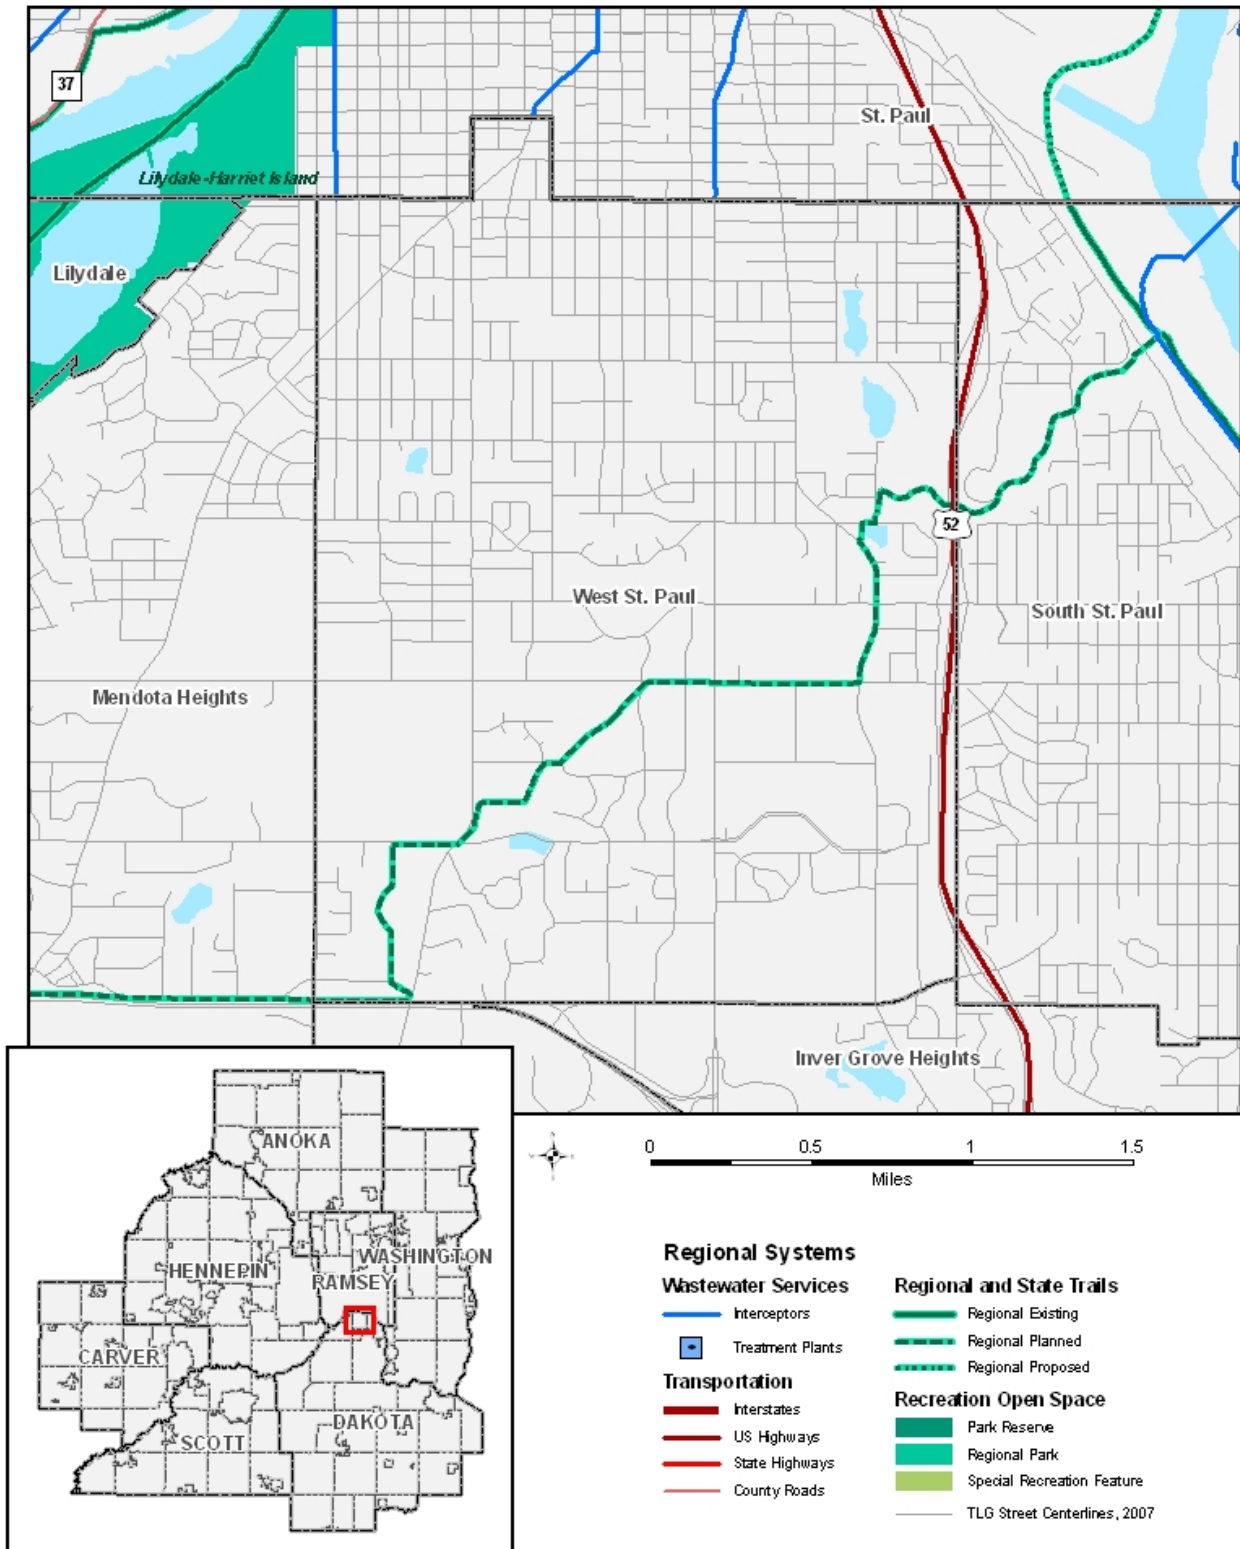 37
St. Paul
Lilydale-Harriet Island
Lilydale
52
West St. Paul
South St. Paul
Mendota Heights
Inver Grove Heights
ANOKA
WASHINGTON
HENNEPIN
RAMSEY
CARVER
DAKOTA
SCOTT
0 0.5 1 1.5
Miles
Regional Systems
Wastewater Services
Interceptors
Treatment Plants
Transportation
Interstates
US Highways
State Highways
County Roads
Regional and State Trails
Regional Existing
Regional Planned
Regional Proposed
Recreation Open Space
Park Reserve
Regional Park
Special Recreation Feature
TLG Street Centerlines, 2007